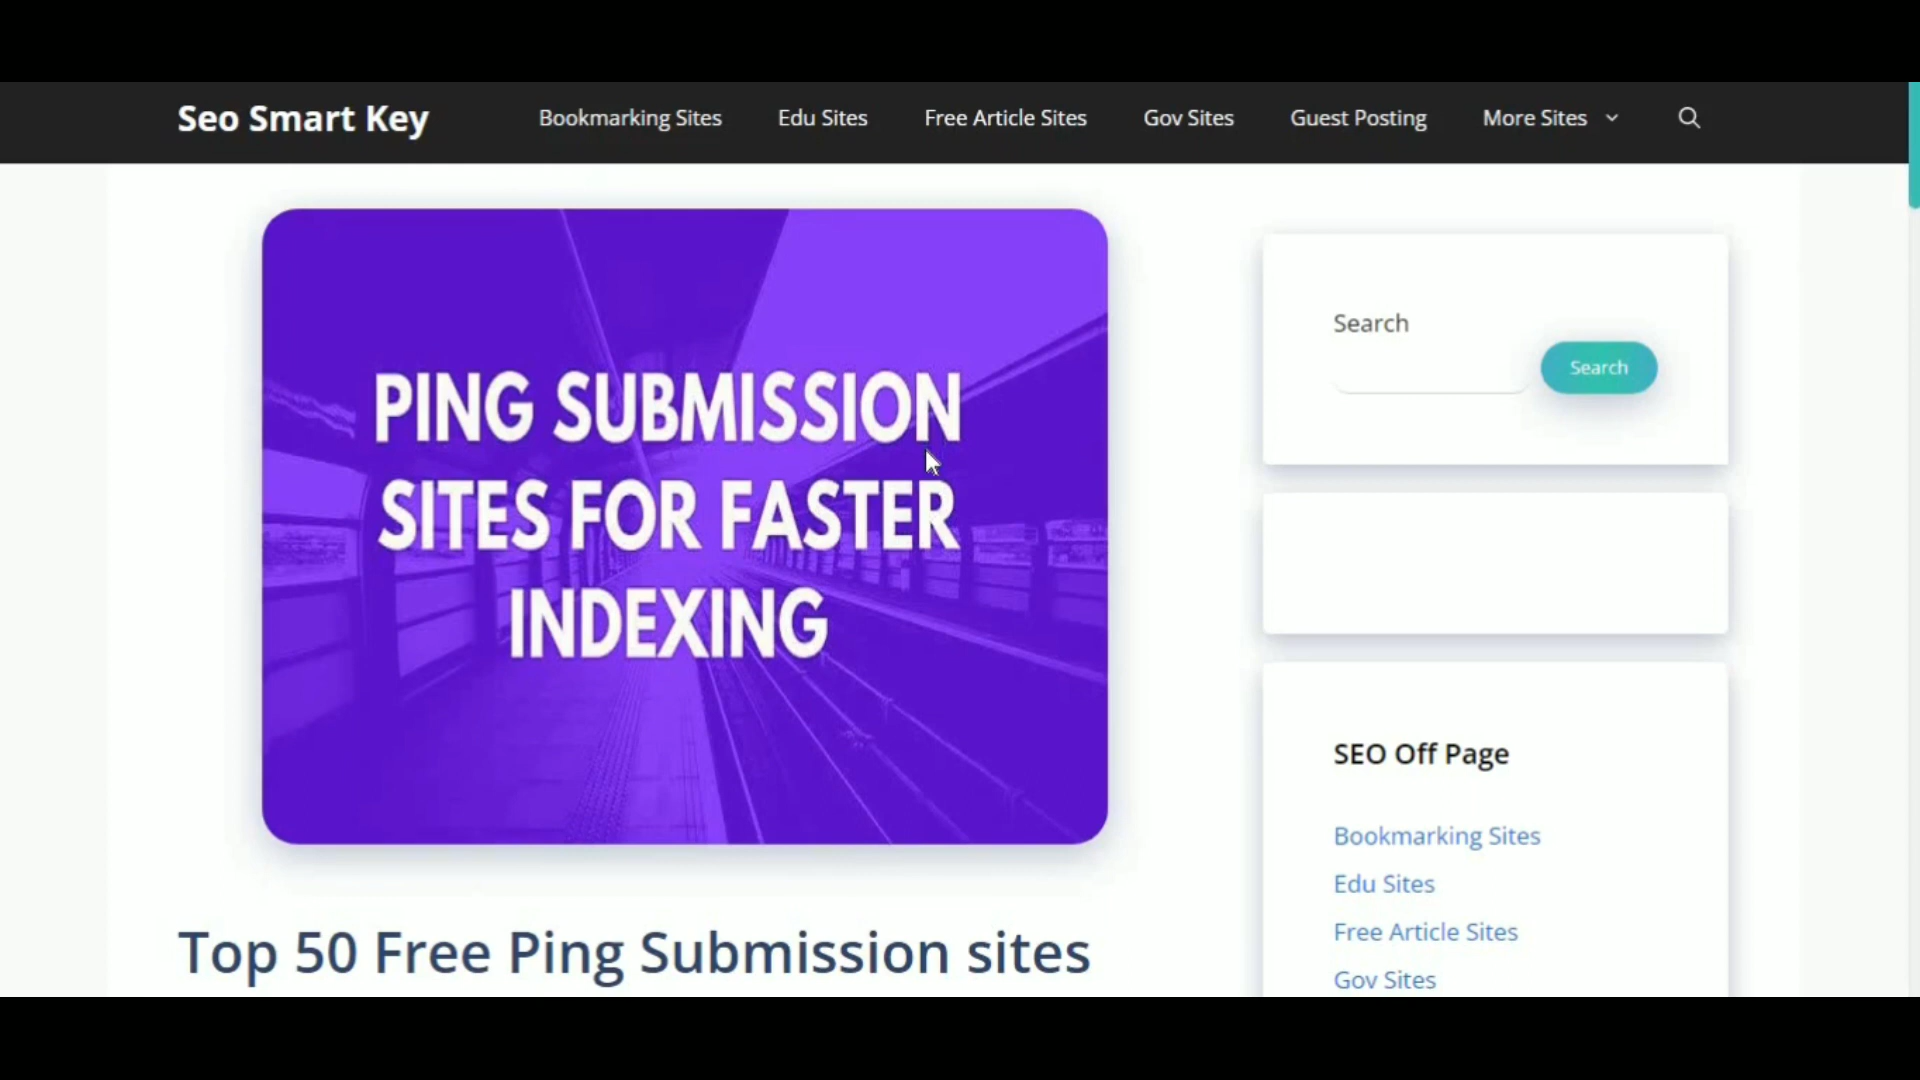 Seo Smart Key
Bookmarking Sites
Edu Sites
Free Article Sites
Gov Sites
Guest Posting
More Sites
PING SUBMISSION
SITES FOR FASTER
INDEXING
Top 50 Free Ping Submission sites
Search
Search
SEO Off Page
Bookmarking Sites
Edu Sites
Free Article Sites
Gov Sites